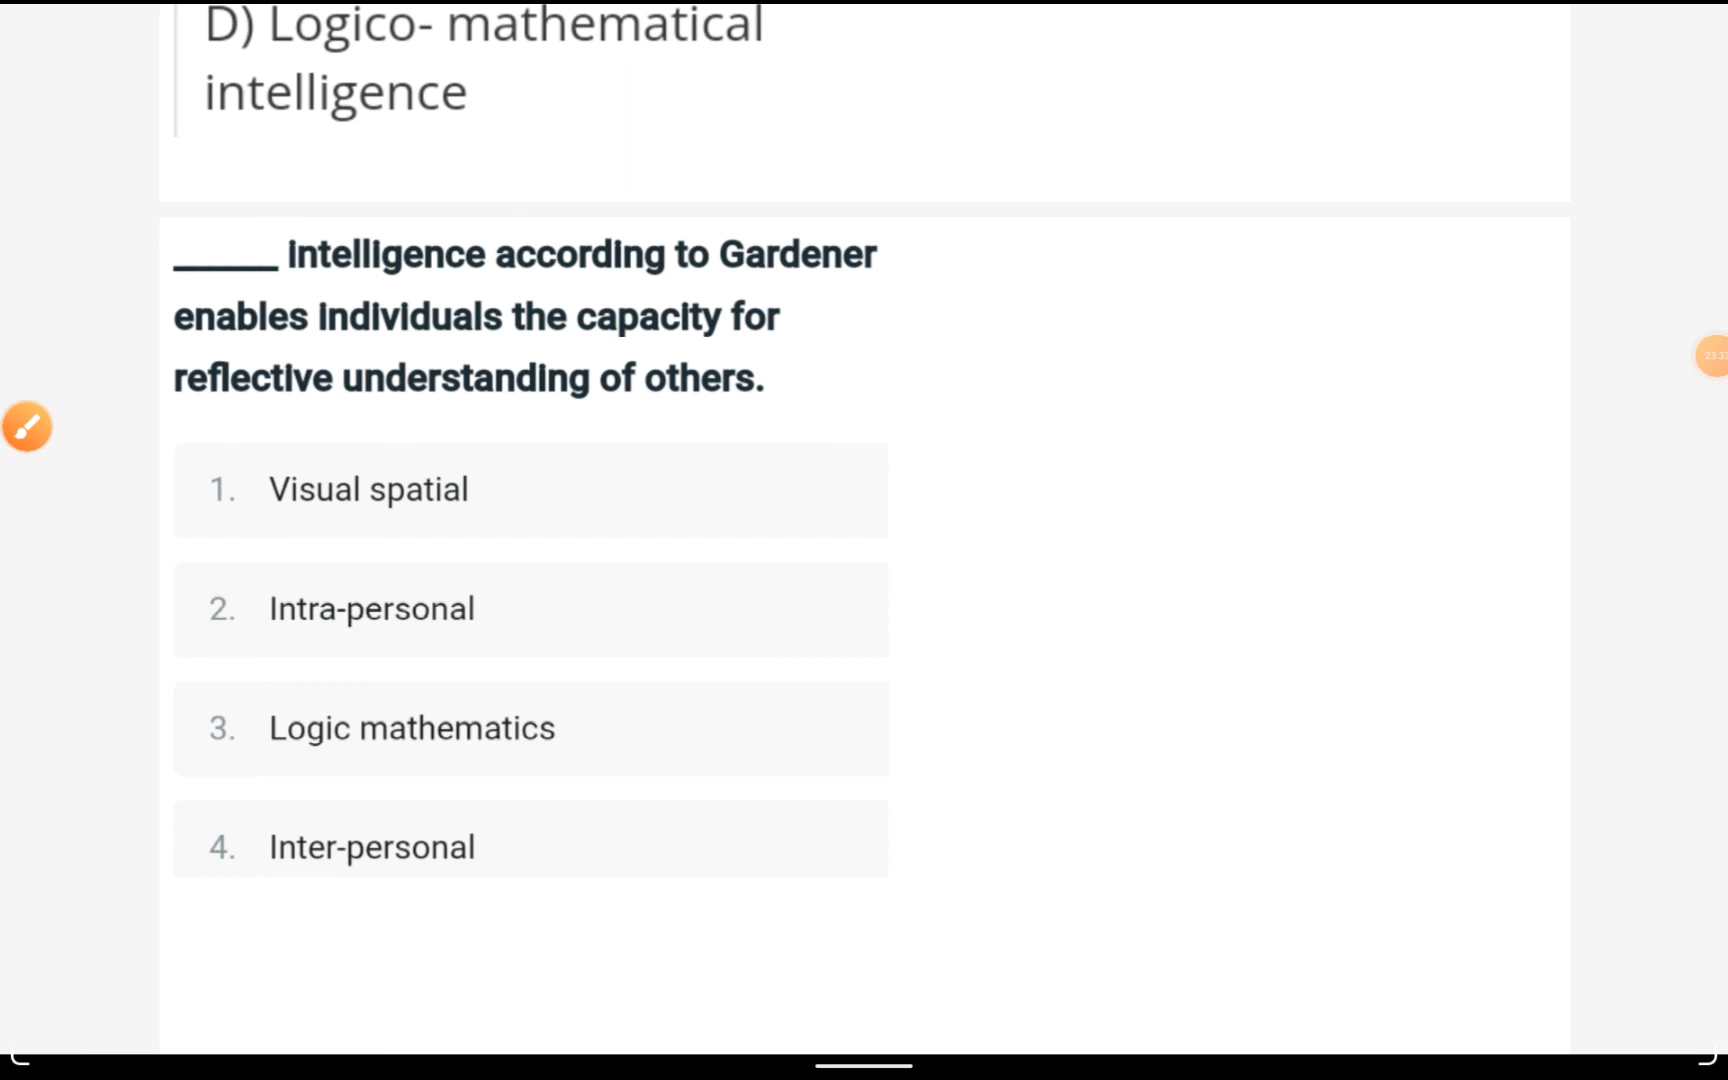 D) Logico- mathematical
intelligence
______ intelligence according to Gardener
enables individuals the capacity for
reflective understanding of others.
1. Visual spatial
2. Intra-personal
3. Logic mathematics
4. Inter-personal